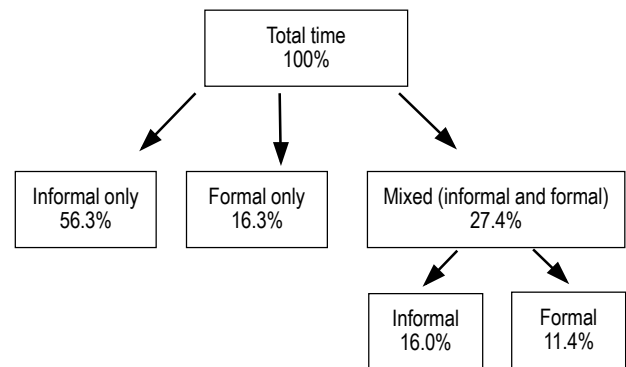 Total time
100%
Informal only
56.3%
Formal only
16.3%
Mixed (informal and formal)
27.4%
Informal
16.0%
Formal
11.4%